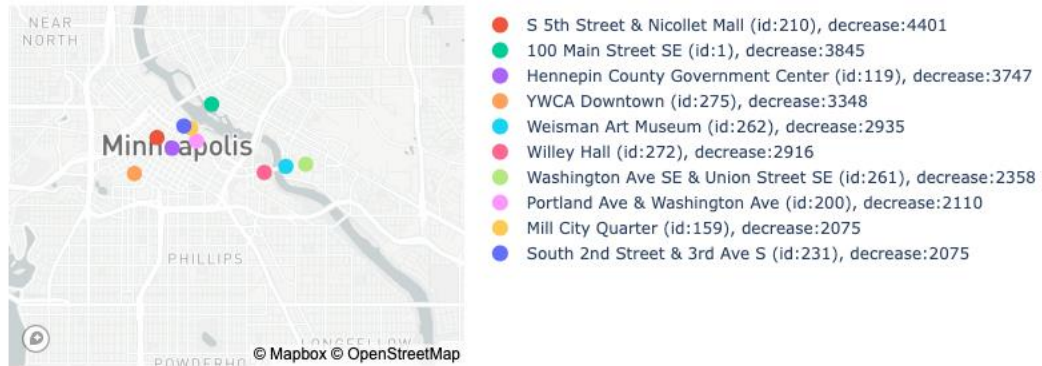 NEAR
NORTH
Minneapolis
PHILLIPS
LONGFELLOW
POWDERHO
© Mapbox © OpenStreetMap
S 5th Street & Nicollet Mall (id:210), decrease:4401
100 Main Street SE (id:1), decrease:3845
Hennepin County Government Center (id:119), decrease:3747
YWCA Downtown (id:275), decrease:3348
Weisman Art Museum (id:262), decrease:2935
Willey Hall (id:272), decrease:2916
Washington Ave SE & Union Street SE (id:261), decrease:2358
Portland Ave & Washington Ave (id:200), decrease:2110
Mill City Quarter (id:159), decrease:2075
South 2nd Street & 3rd Ave S (id:231), decrease:2075